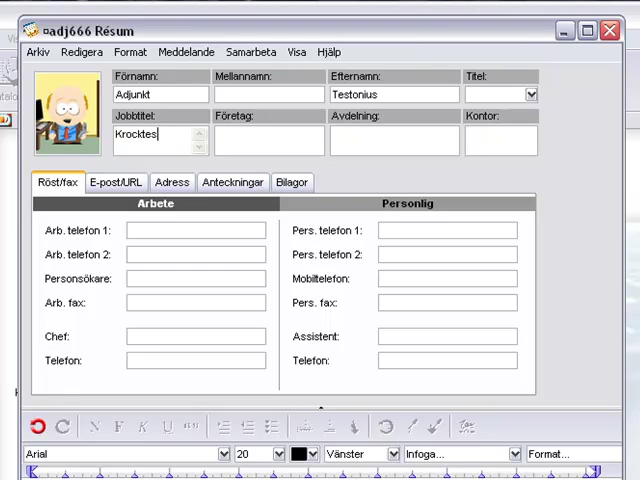 ¤adj666 Résum
Arkiv Redigera Format Meddelande Samarbeta Visa Hjälp
Förnamn: Mellannamn: Efternamn: Titel:
Adjunkt Testonius
Jobbtitel: Företag: Avdelning: Kontor:
Krocktes
Röst/fax E-post/URL Adress Anteckningar Bilagor
Arbete Personlig
Arb. telefon 1: Pers. telefon 1:
Arb. telefon 2: Pers. telefon 2:
Personsökare: Mobiltelefon:
Arb. fax: Pers. fax:
Chef: Assistent:
Telefon: Telefon:
N F K U
Arial 20 Vänster Infoga... Format...